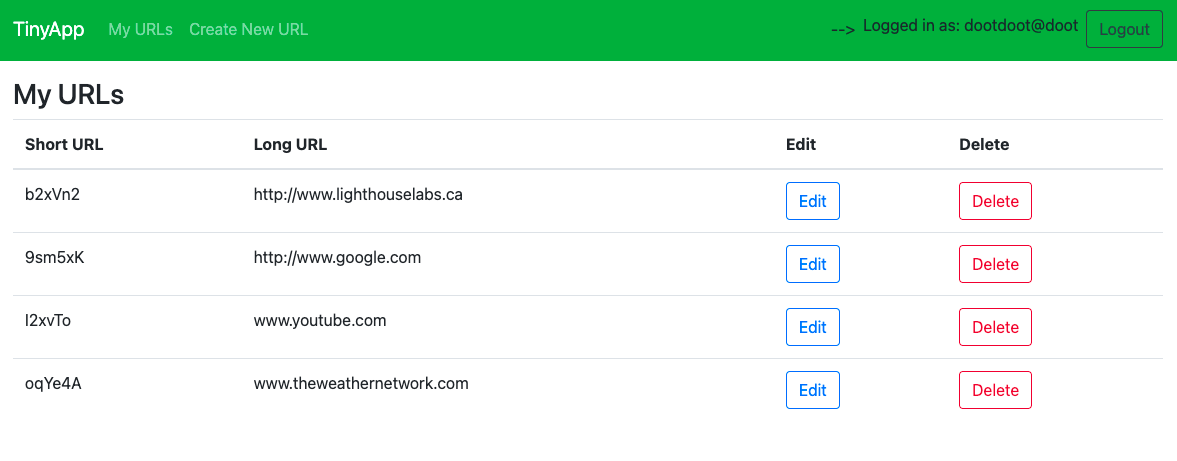 TinyApp My URLs Create New URL --> Logged in as: dootdoot@doot Logout
My URLs
Short URL Long URL Edit Delete
b2xVn2 http://www.lighthouselabs.ca Edit Delete
9sm5xK http://www.google.com Edit Delete
l2xvTo www.youtube.com Edit Delete
oqYe4A www.theweathernetwork.com Edit Delete